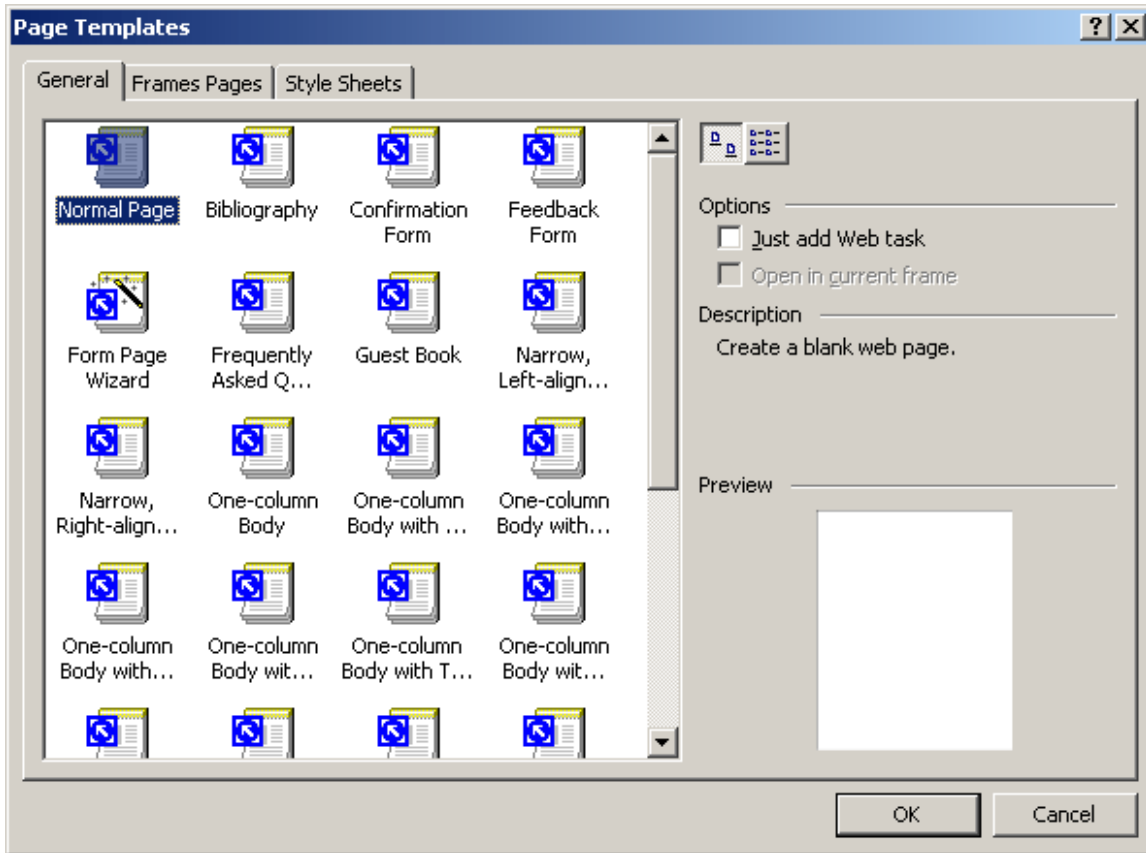 Page Templates
General
Frames Pages
Style Sheets
Normal Page
Bibliography
Confirmation
Form
Feedback
Form
Form Page
Wizard
Frequently
Asked Q...
Guest Book
Narrow,
Left-align...
Narrow,
Right-align...
One-column
Body
One-column
Body with ...
One-column
Body with...
One-column
Body with...
One-column
Body wit...
One-column
Body with T...
One-column
Body wit...
Options
Just add Web task
Open in current frame
Description
Create a blank web page.
Preview
OK
Cancel